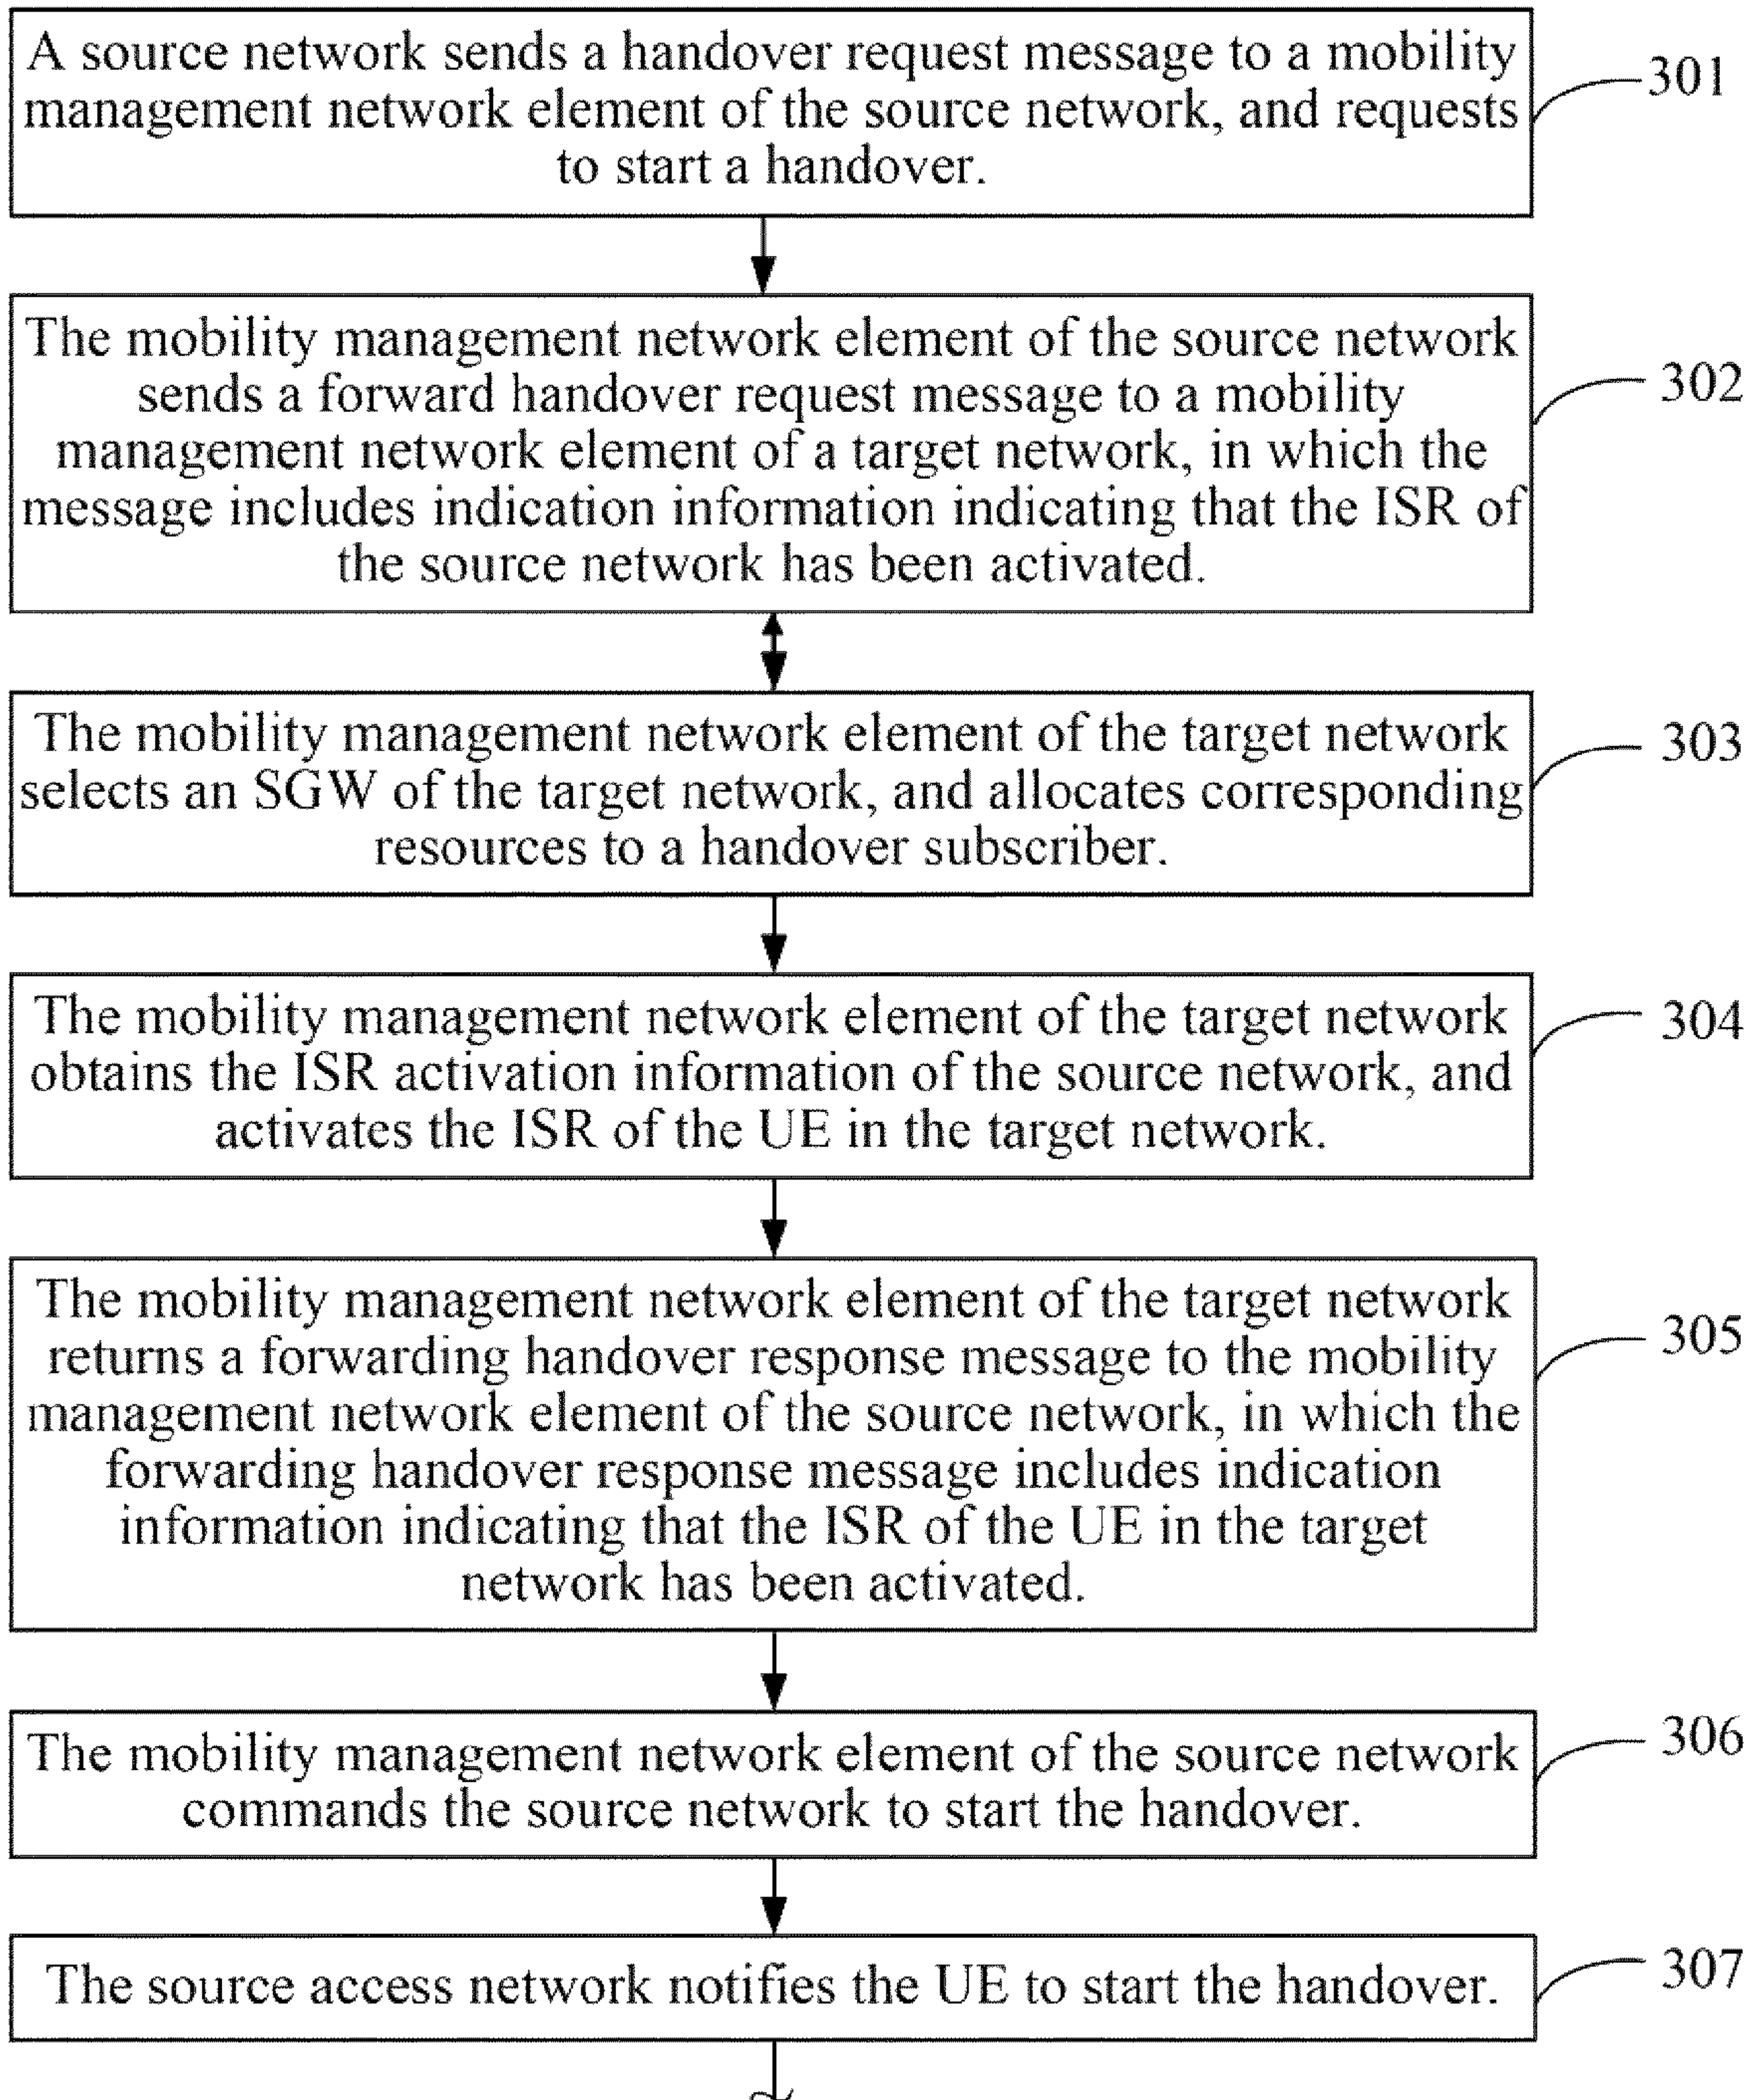 A source network sends a handover request message to a mobility
management network element of the source network, and requests
to start a handover.
301
The mobility management network element of the source network
sends a forward handover request message to a mobility
management network element of a target network, in which the
message includes indication information indicating that the ISR of
the source network has been activated.
302
The mobility management network element of the target network
selects an SGW of the target network, and allocates corresponding
resources to a handover subscriber.
303
The mobility management network element of the target network
obtains the ISR activation information of the source network, and
activates the ISR of the UE in the target network.
304
The mobility management network element of the target network
returns a forwarding handover response message to the mobility
management network element of the source network, in which the
forwarding handover response message includes indication
information indicating that the ISR of the UE in the target
network has been activated.
305
The mobility management network element of the source network
commands the source network to start the handover.
306
The source access network notifies the UE to start the handover.
307